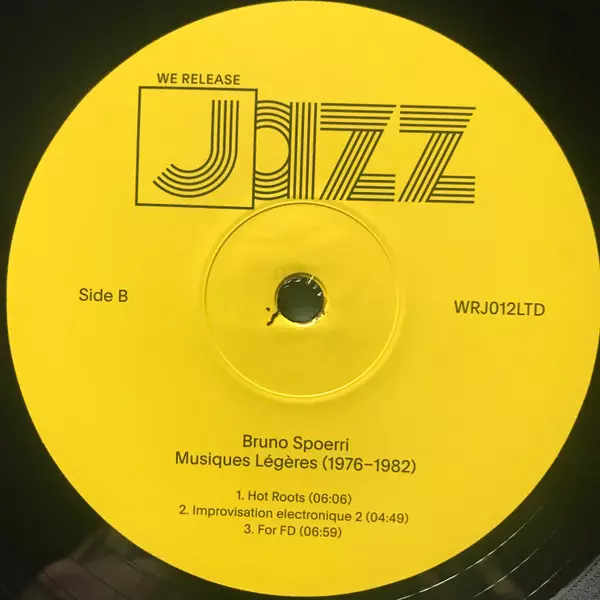 WE RELEASE
Jazz
Side B
WRJ012LTD
Bruno Spoerri
Musiques Légères (1976–1982)
1. Hot Roots (06:06)
2. Improvisation electronique 2 (04:49)
3. For FD (06:59)